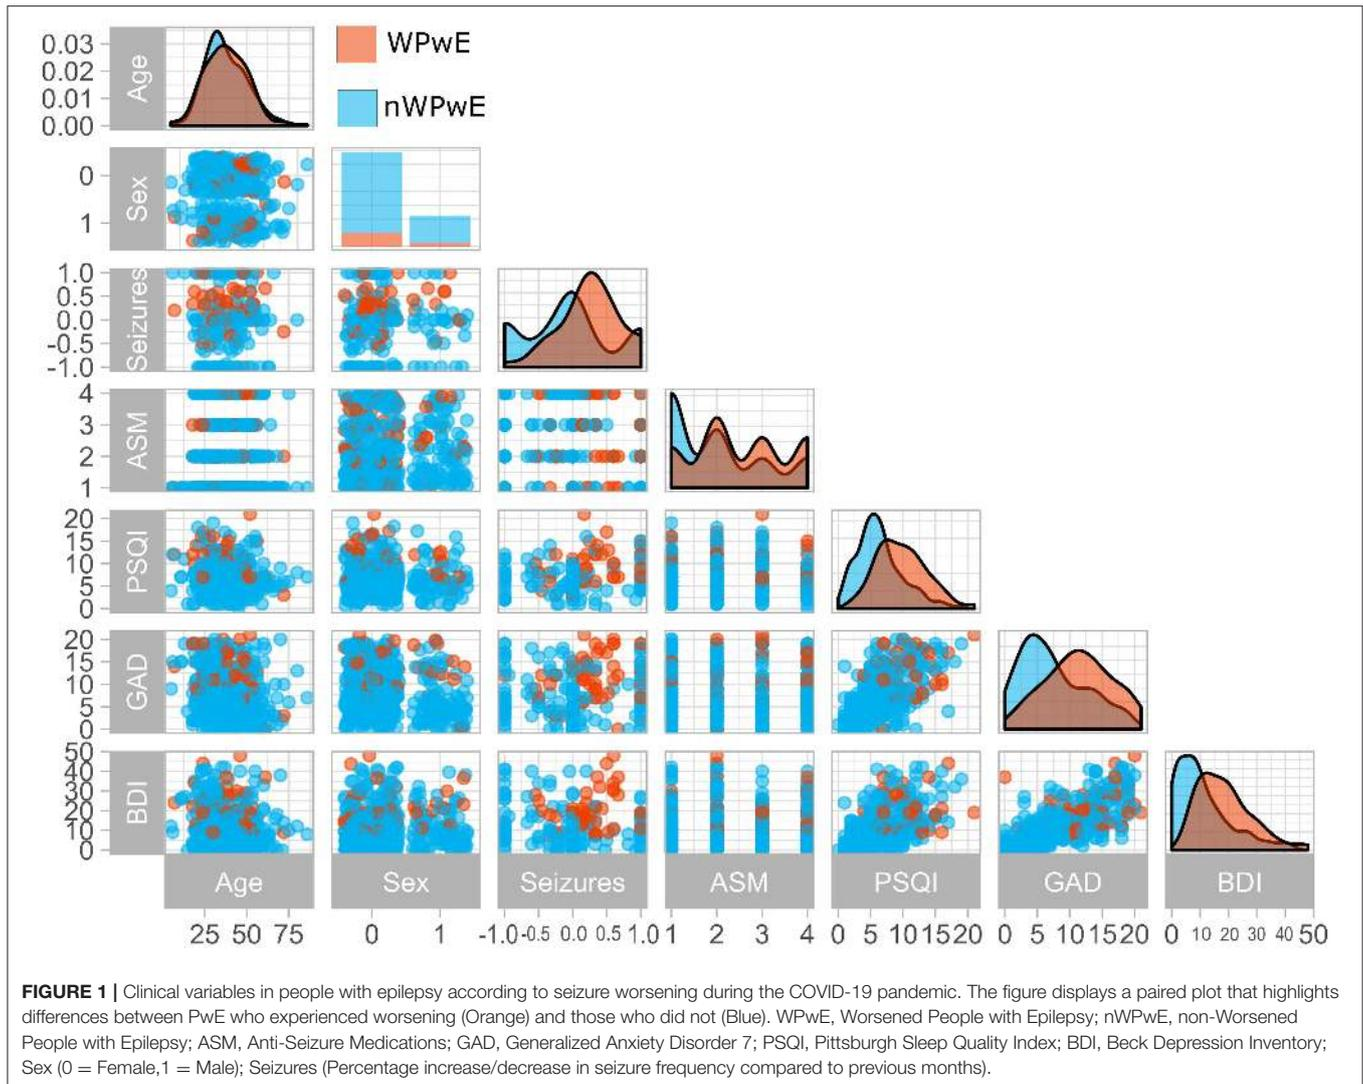 0.03
0.02
0.01
0.00
Age
WPwE
nWPwE
0
1
Sex
1.0
0.5
0.0
-0.5
-1.0
Seizures
4
3
2
1
ASM
20
15
10
5
0
PSQI
20
15
10
5
0
GAD
50
40
30
20
10
0
BDI
Age Sex Seizures ASM PSQI GAD BDI
25 50 75 0 1 -1.0 -0.5 0.0 0.5 1.0 1 2 3 4 0 5 10 15 20 0 5 10 15 20 0 10 20 30 40 50
FIGURE 1 | Clinical variables in people with epilepsy according to seizure worsening during the COVID-19 pandemic. The figure displays a paired plot that highlights
differences between PwE who experienced worsening (Orange) and those who did not (Blue). WPwE, Worsened People with Epilepsy; nWPwE, non-Worsened
People with Epilepsy; ASM, Anti-Seizure Medications; GAD, Generalized Anxiety Disorder 7; PSQI, Pittsburgh Sleep Quality Index; BDI, Beck Depression Inventory;
Sex (0 = Female,1 = Male); Seizures (Percentage increase/decrease in seizure frequency compared to previous months).